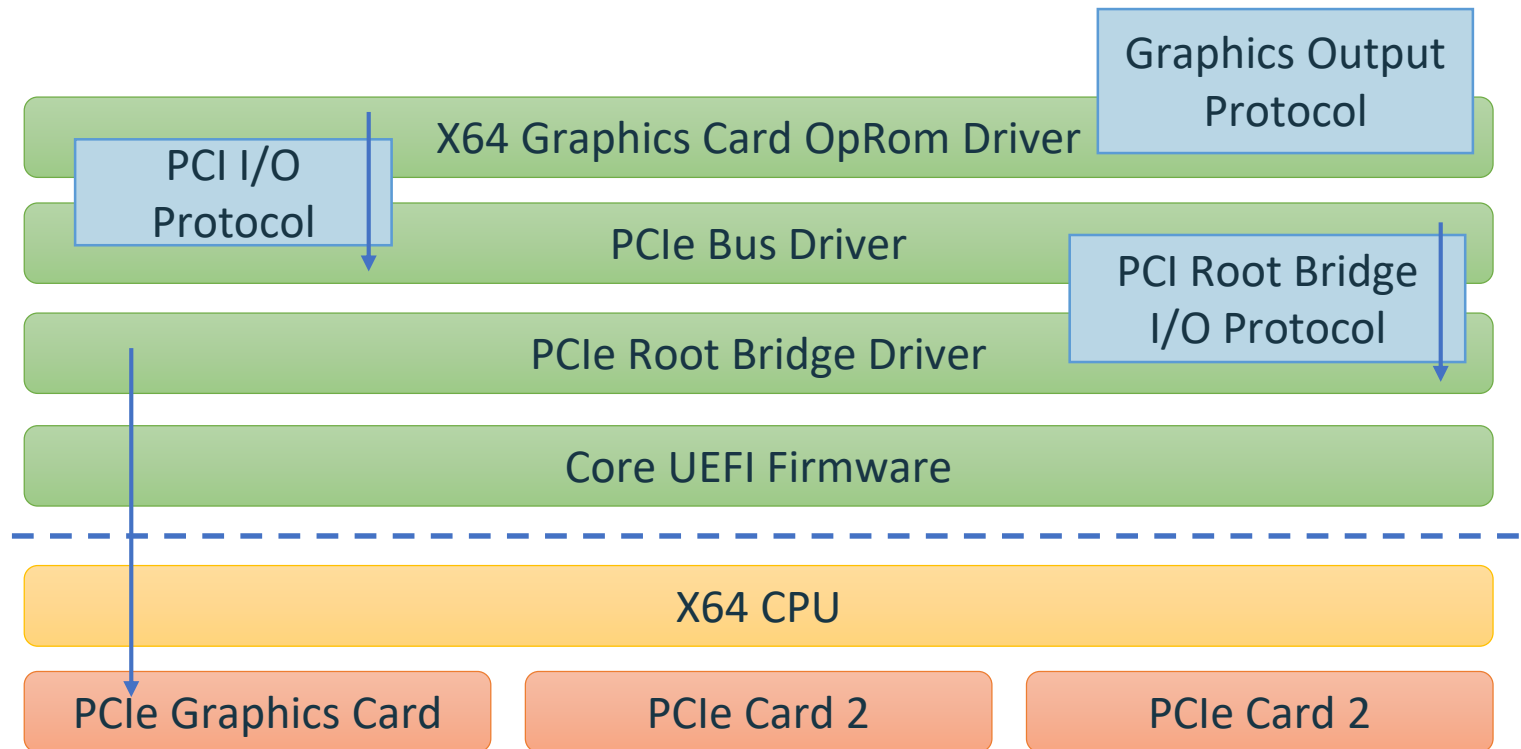 Graphics Output
Protocol
X64 Graphics Card OpRom Driver
PCI I/O
Protocol
PCIe Bus Driver
PCI Root Bridge
I/O Protocol
PCIe Root Bridge Driver
Core UEFI Firmware
X64 CPU
PCIe Graphics Card
PCIe Card 2
PCIe Card 2